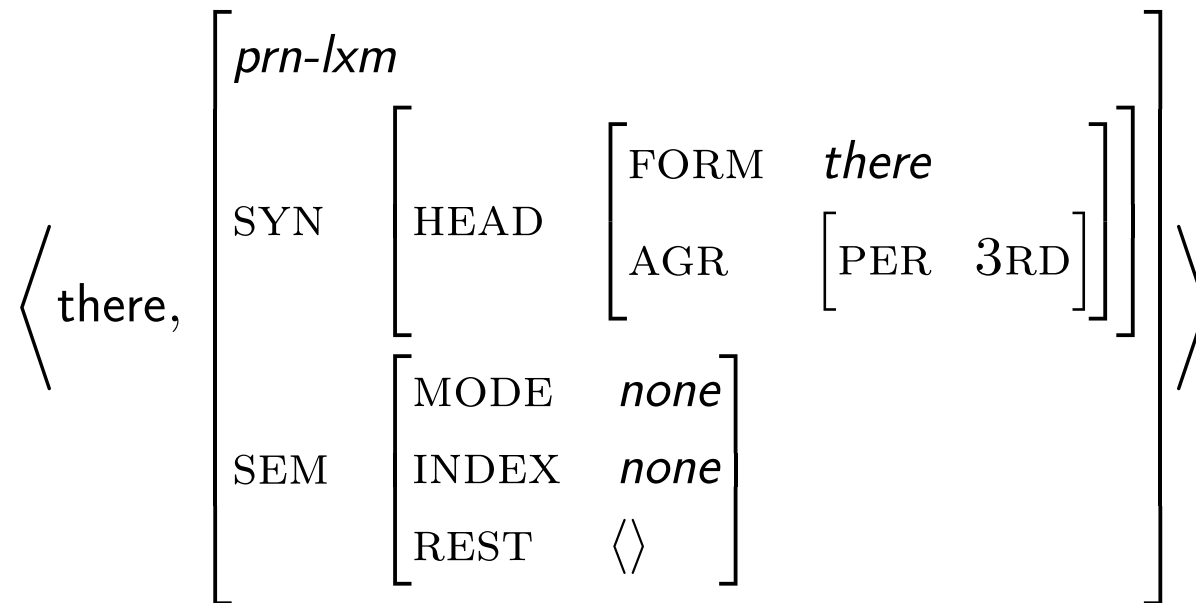 prn-lxm
FORM there
SYN HEAD
AGR PER 3RD
⟨there, ⟩
MODE none
SEM INDEX none
REST ⟨⟩